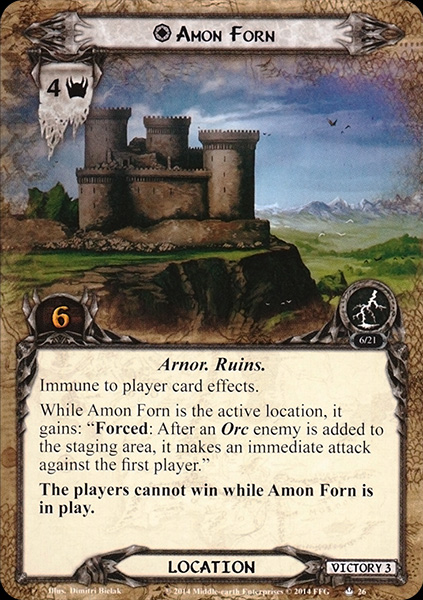 Amon Forn
4
6
6/21
Arnor. Ruins.
Immune to player card effects.
While Amon Forn is the active location, it
gains: “Forced: After an Orc enemy is added to
the staging area, it makes an immediate attack
against the first player.”
The players cannot win while Amon Forn is
in play.
LOCATION
VICTORY 3
Illus. Dimitri Bielak
© 2014 Middle-earth Enterprises © 2014 FFG
26